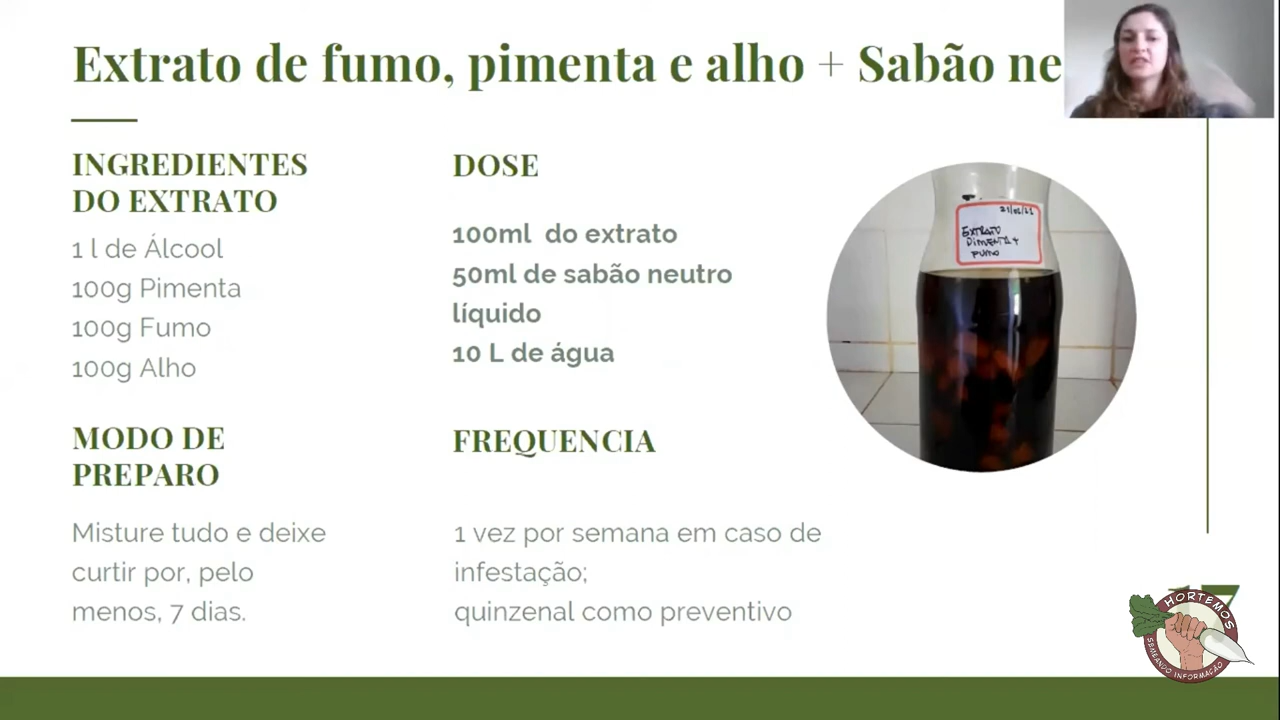 Extrato de fumo, pimenta e alho + Sabão ne
INGREDIENTES
DO EXTRATO
1 l de Álcool
100g Pimenta
100g Fumo
100g Alho
MODO DE
PREPARO
Misture tudo e deixe
curtir por, pelo
menos, 7 dias.
DOSE
100ml do extrato
50ml de sabão neutro
líquido
10 L de água
FREQUENCIA
1 vez por semana em caso de
infestação;
quinzenal como preventivo
EXTRATO
PIMENTA +
FUMO
17
HORTEMOS
SEMEANDO INFORMAÇÃO